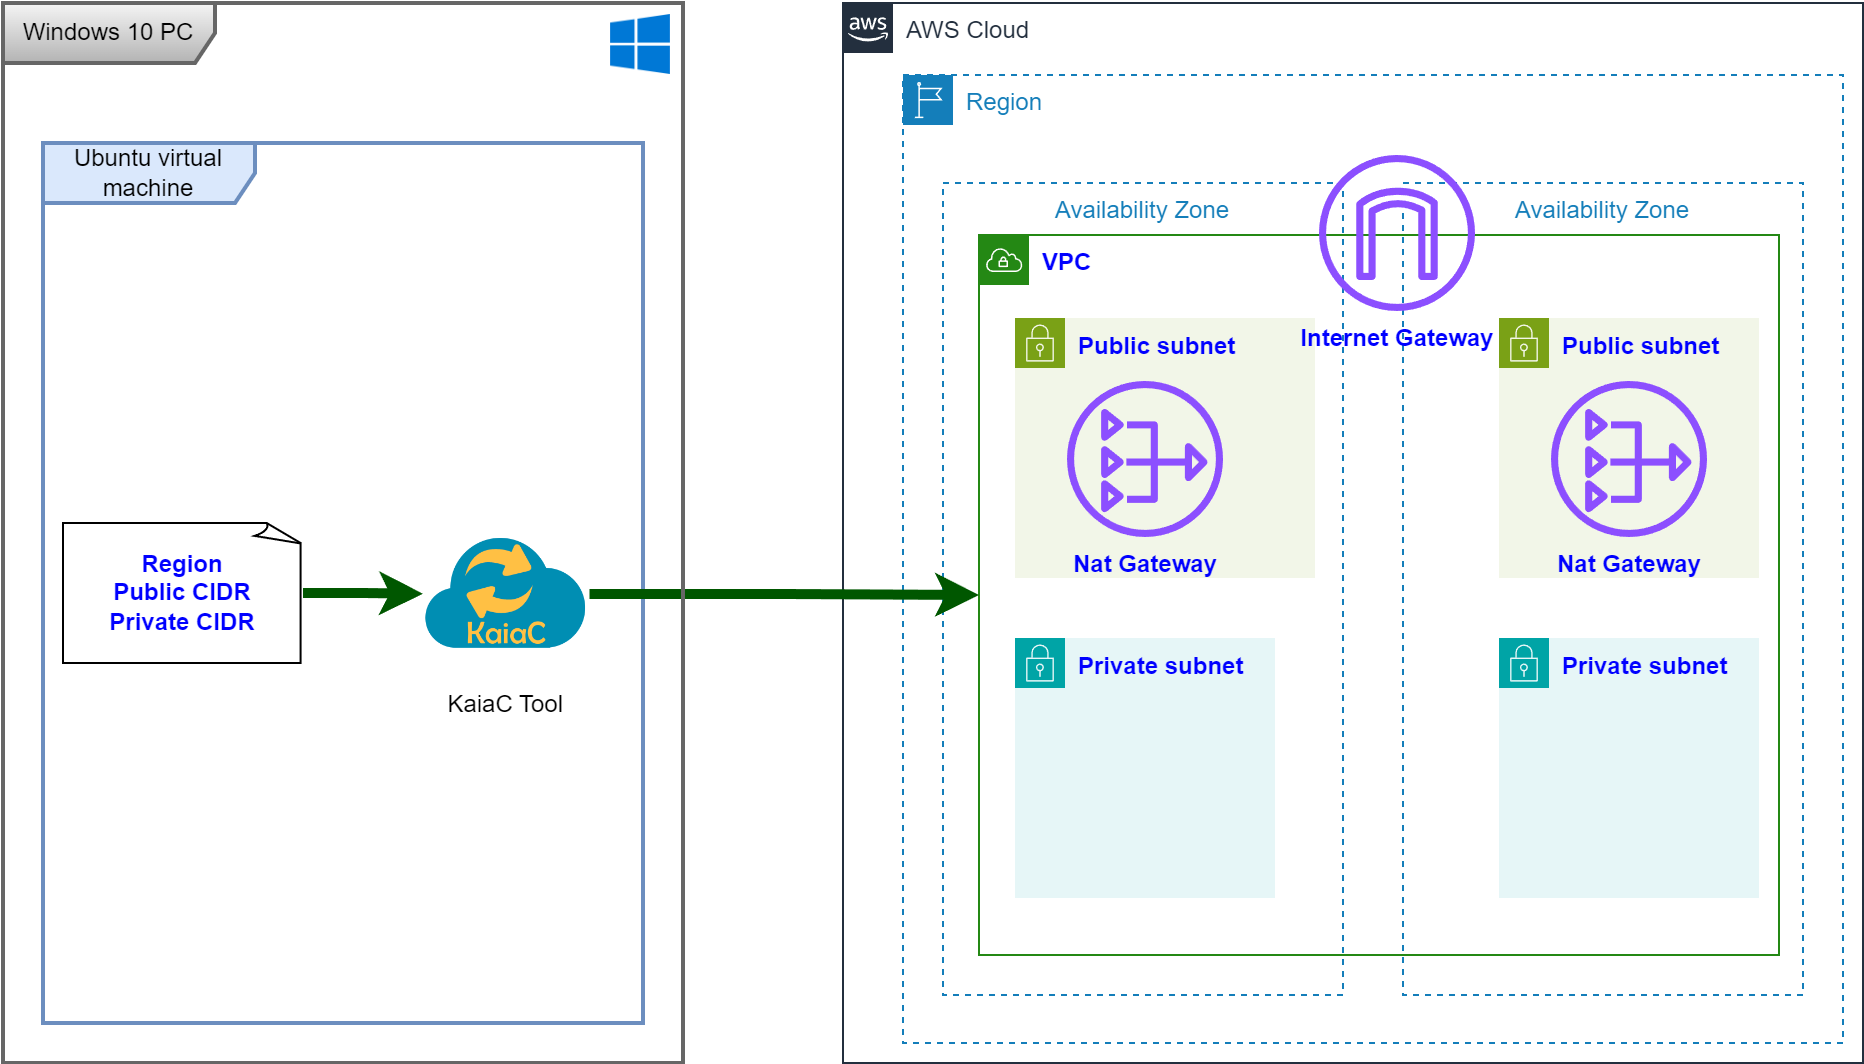 Windows 10 PC
Ubuntu virtual
machine
Region
Public CIDR
Private CIDR
KaiaC
KaiaC Tool
aws
AWS Cloud
Region
Availability Zone
Availability Zone
VPC
Internet Gateway
Public subnet
Public subnet
Nat Gateway
Nat Gateway
Private subnet
Private subnet